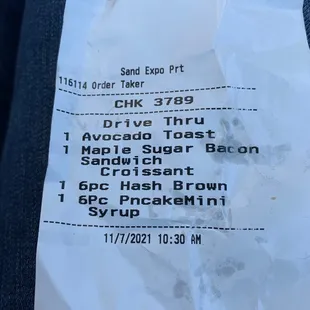 Sand Expo Prt
116114 Order Taker
CHK 3789
Drive Thru
1 Avocado Toast
1 Maple Sugar Bacon
Sandwich
Croissant
1 6pc Hash Brown
1 6Pc PncakeMini
Syrup
11/7/2021 10:30 AM